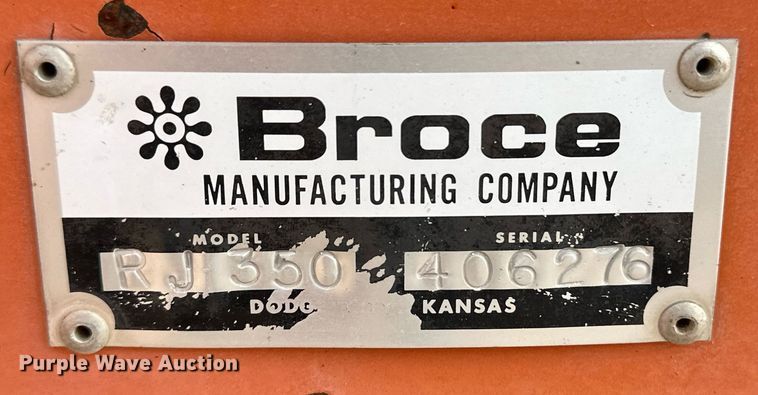 Broce
MANUFACTURING COMPANY
MODEL SERIAL
RJ 350 406276
KANSAS
Purple Wave Auction